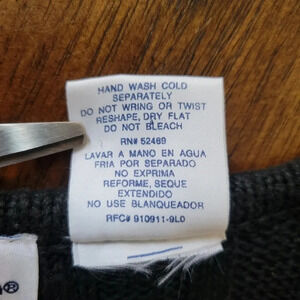 HAND WASH COLD
SEPARATELY
DO NOT WRING OR TWIST
RESHAPE, DRY FLAT
DO NOT BLEACH
RN# 52469
LAVAR A MANO EN AGUA
FRIA POR SEPARADO
NO EXPRIMA
REFORME, SEQUE
EXTENDIDO
NO USE BLANQUEADOR
RFC# 910911-9L0